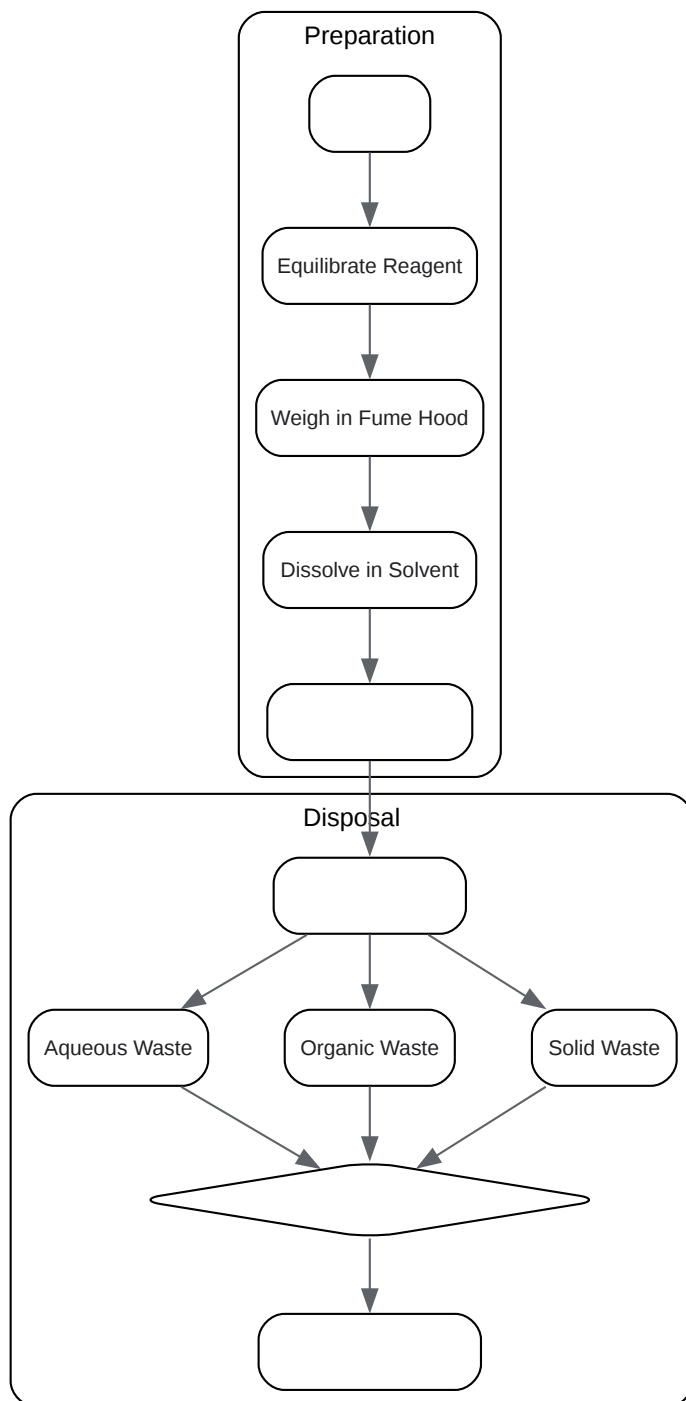 Preparation
Equilibrate Reagent
Weigh in Fume Hood
Dissolve in Solvent
Disposal
Aqueous Waste
Organic Waste
Solid Waste